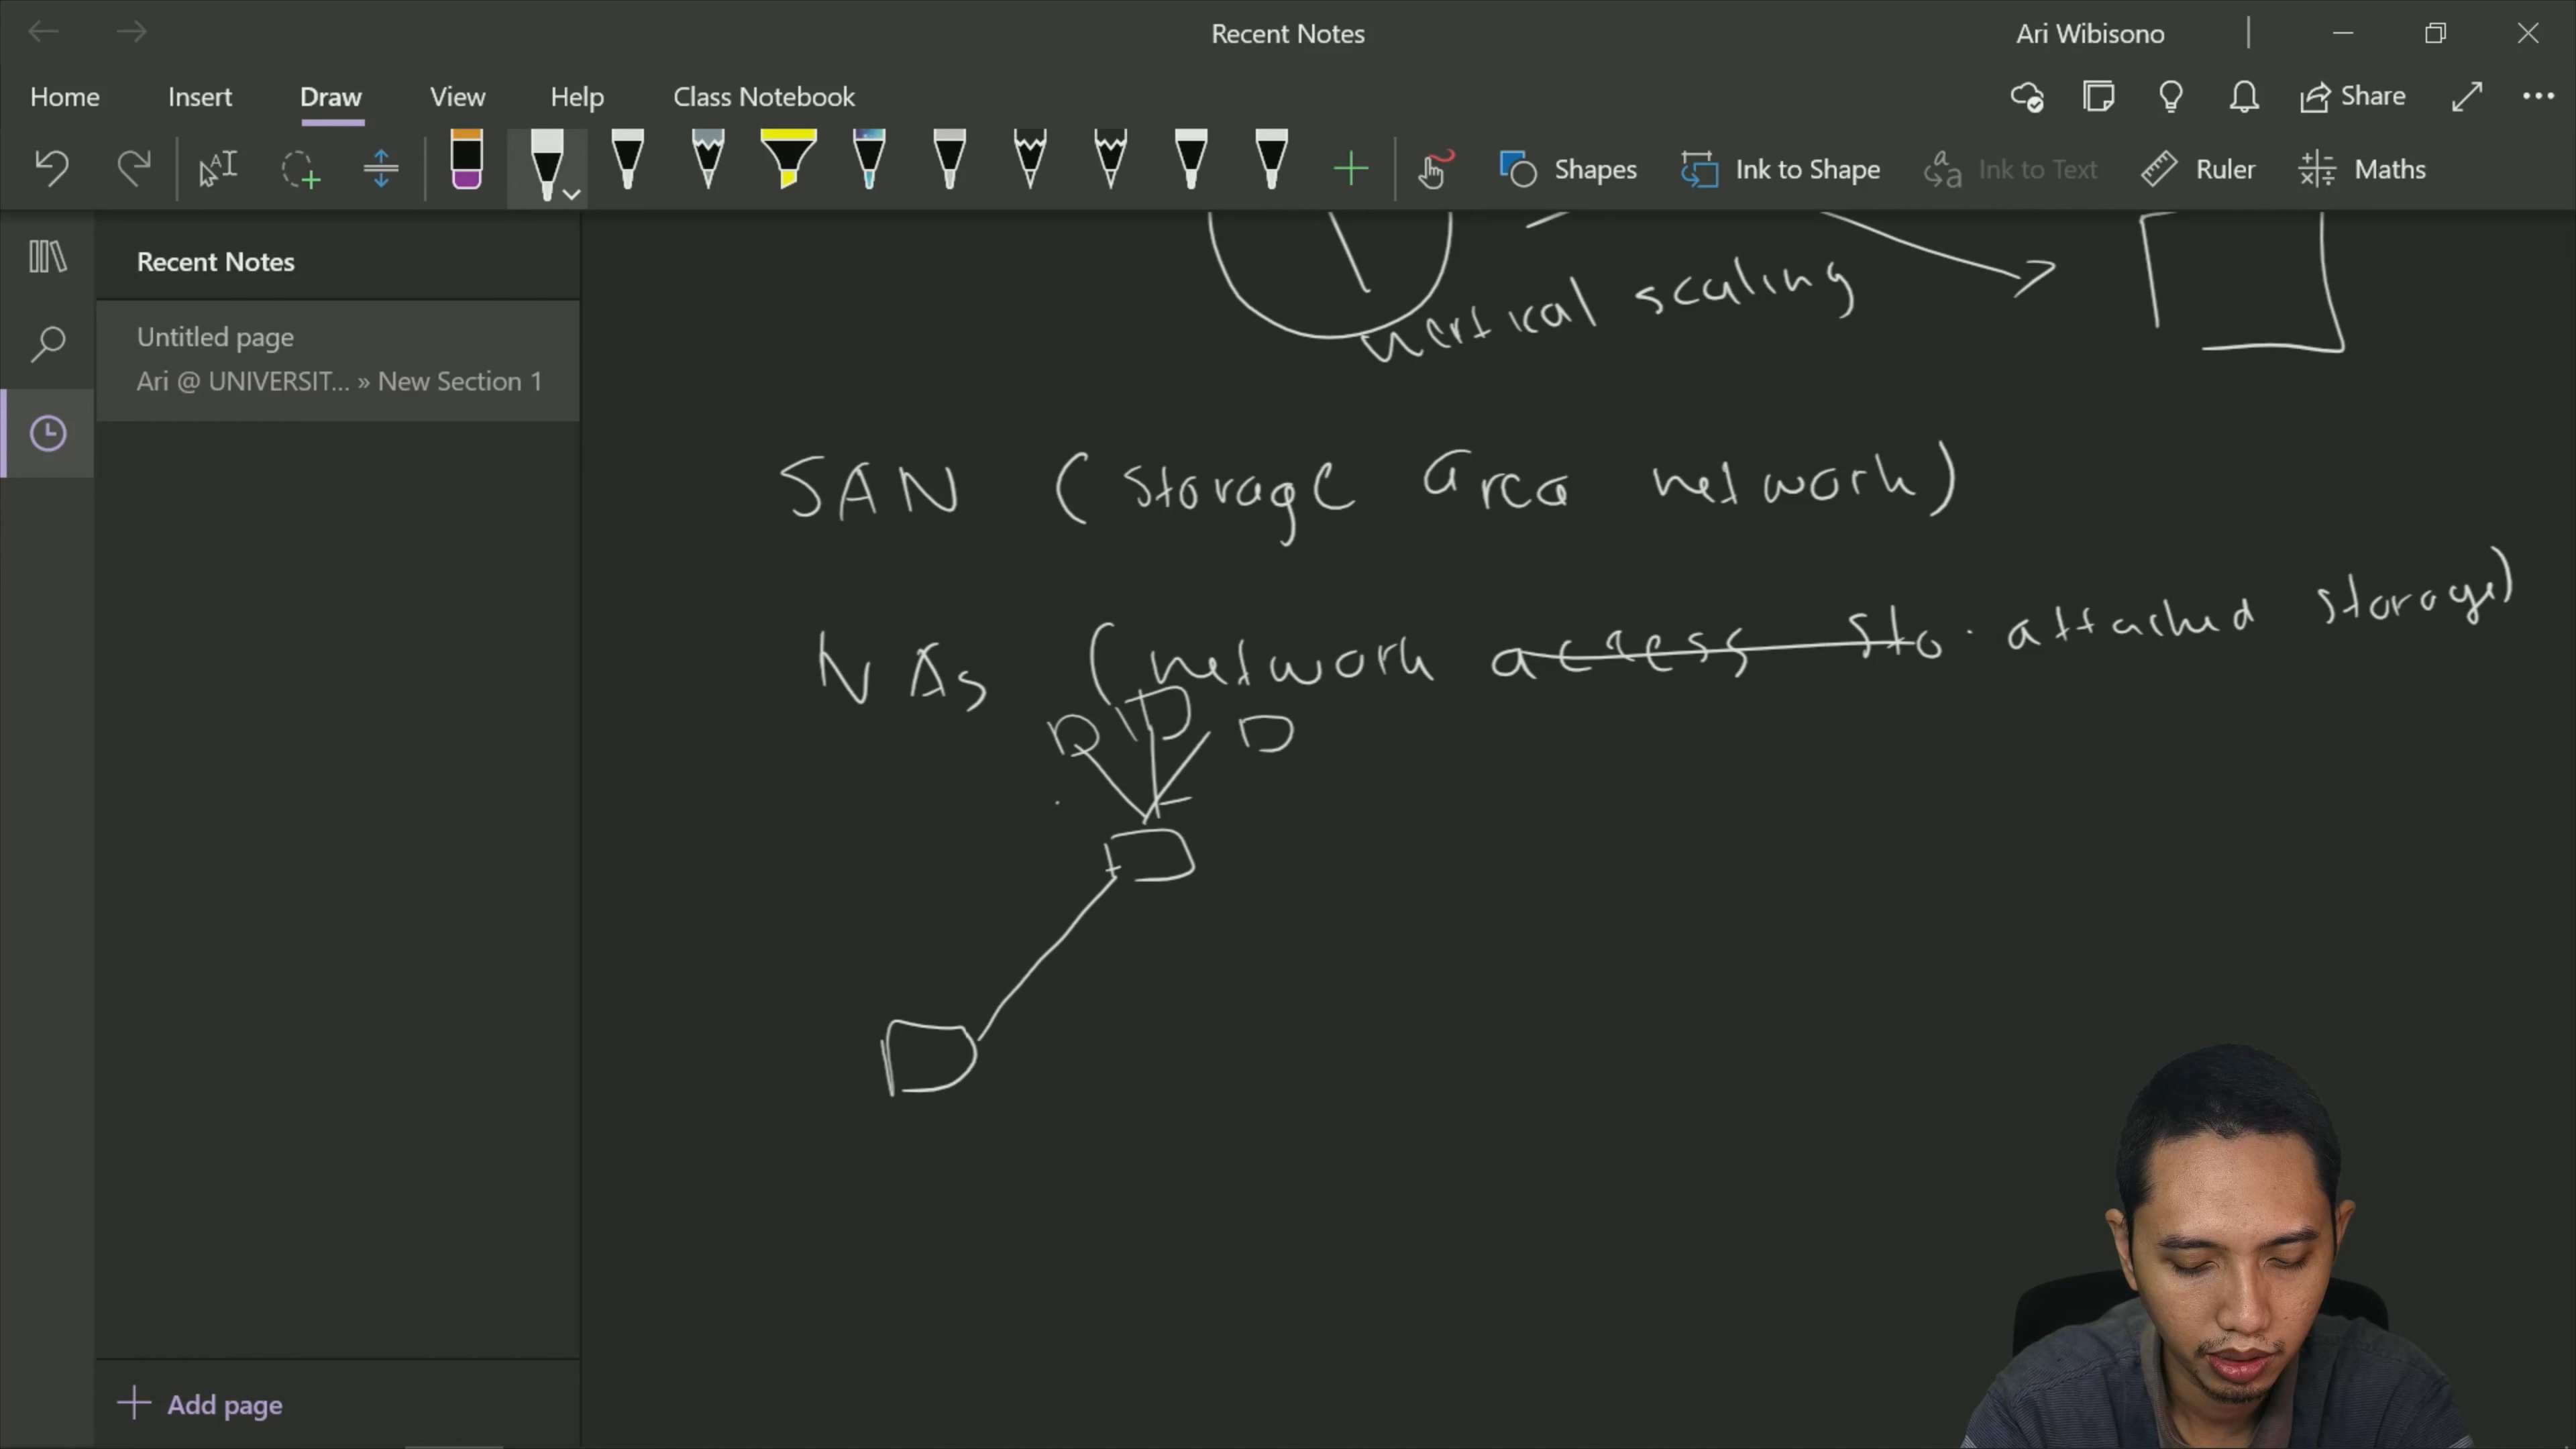 Recent Notes
Ari Wibisono
Home Insert Draw View Help Class Notebook
Share
Shapes Ink to Shape Ink to Text Ruler Maths
Recent Notes
Untitled page
Ari @ UNIVERSIT... » New Section 1
vertical scaling
SAN (storage area network)
NAS (network access sto. attached storage)
D D D
Add page